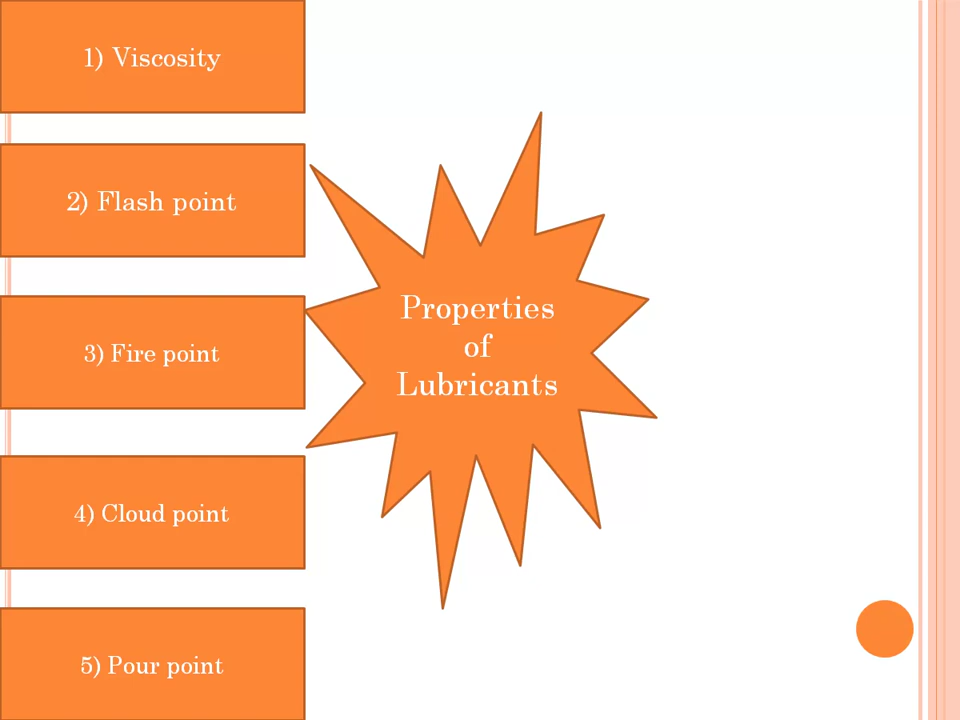 1) Viscosity
2) Flash point
3) Fire point
4) Cloud point
5) Pour point
Properties
of
Lubricants